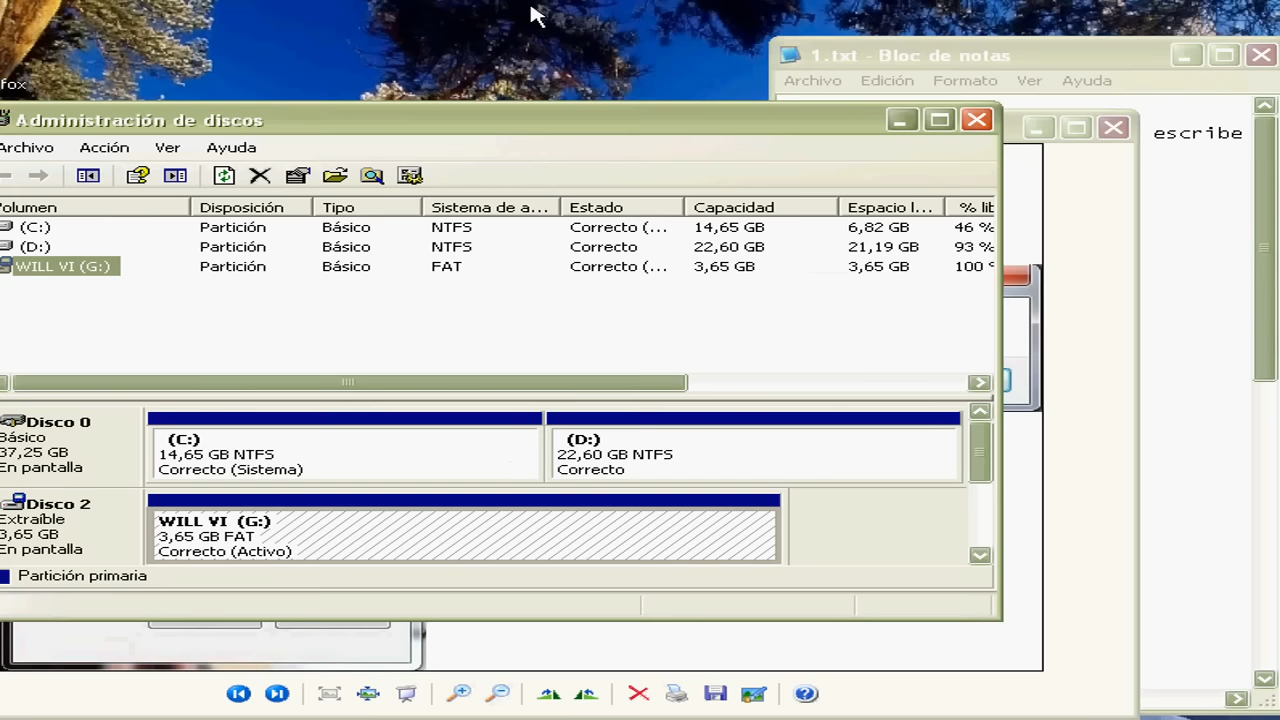 fox
1.txt - Bloc de notas
Archivo Edición Formato Ver Ayuda
escribe
Administración de discos
Archivo Acción Ver Ayuda
Volumen Disposición Tipo Sistema de a... Estado Capacidad Espacio l... % lib
(C:) Partición Básico NTFS Correcto (... 14,65 GB 6,82 GB 46 %
(D:) Partición Básico NTFS Correcto 22,60 GB 21,19 GB 93 %
WILL VI (G:) Partición Básico FAT Correcto (... 3,65 GB 3,65 GB 100 %
Disco 0
Básico
37,25 GB
En pantalla
(C:)
14,65 GB NTFS
Correcto (Sistema)
(D:)
22,60 GB NTFS
Correcto
Disco 2
Extraíble
3,65 GB
En pantalla
WILL VI (G:)
3,65 GB FAT
Correcto (Activo)
Partición primaria